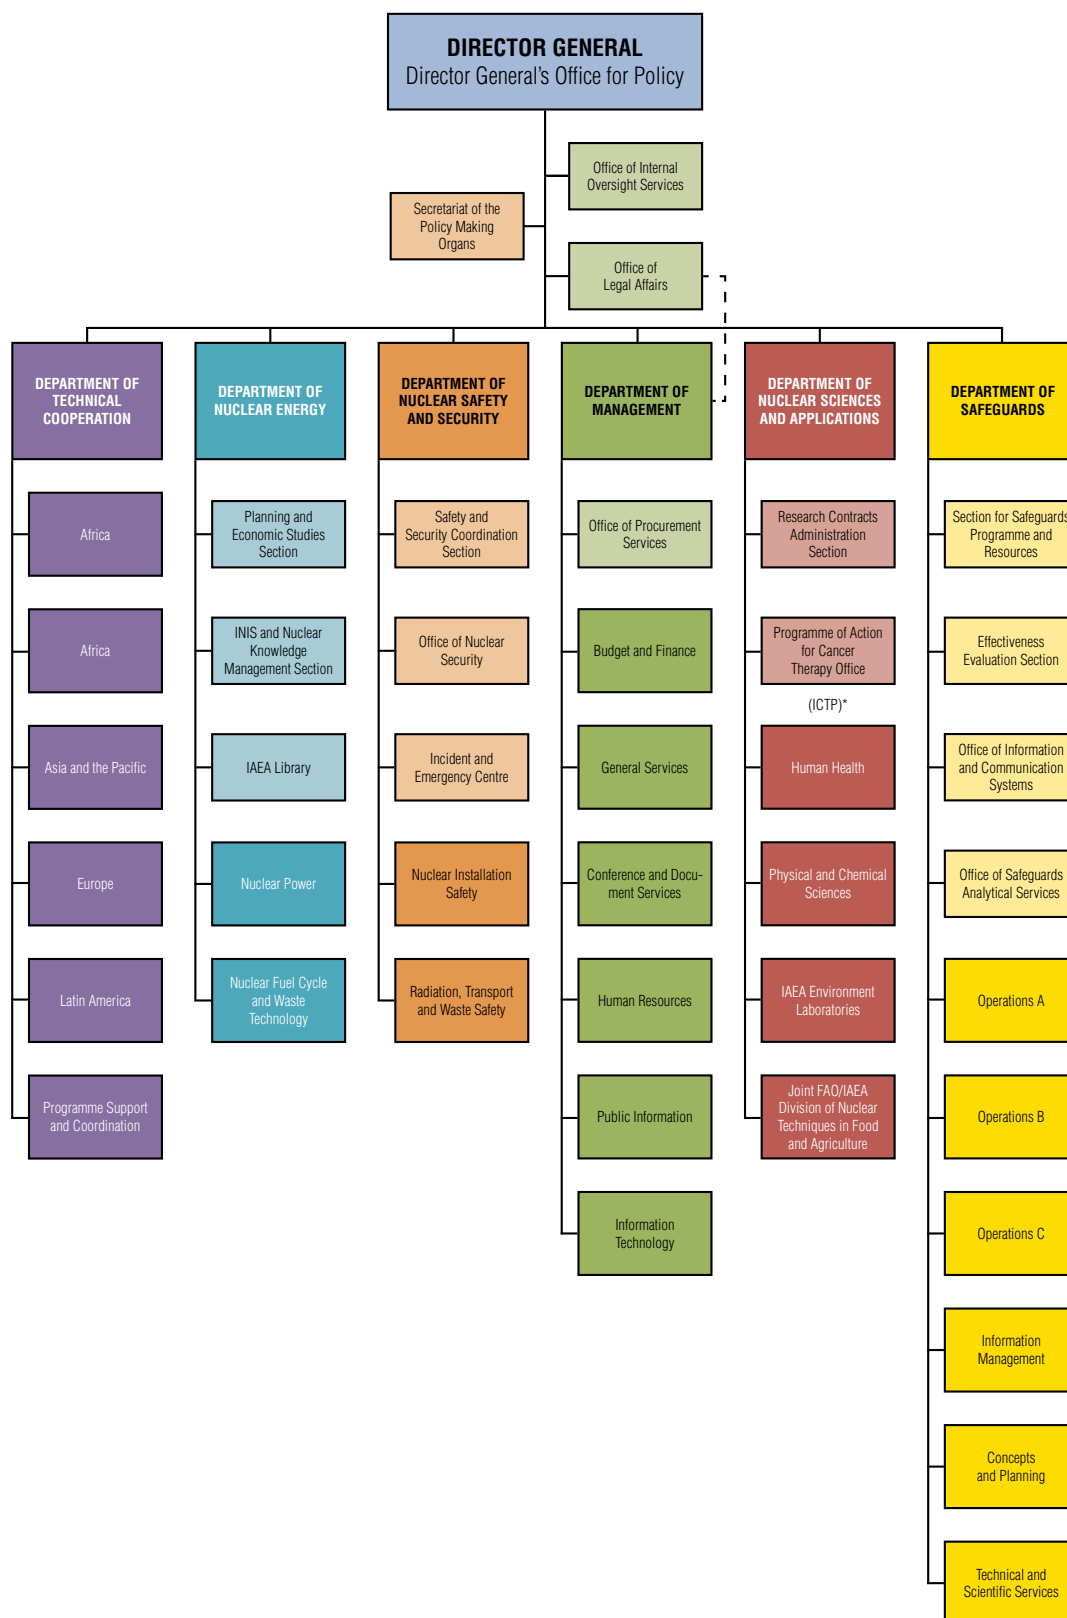 DIRECTOR GENERAL
Director General's Office for Policy
Office of Internal
Oversight Services
Secretariat of the
Policy Making
Organs
Office of
Legal Affairs
DEPARTMENT OF
TECHNICAL
COOPERATION
Africa
Africa
Asia and the Pacific
Europe
Latin America
Programme Support
and Coordination
DEPARTMENT OF
NUCLEAR ENERGY
Planning and
Economic Studies
Section
INIS and Nuclear
Knowledge
Management Section
IAEA Library
Nuclear Power
Nuclear Fuel Cycle
and Waste
Technology
DEPARTMENT OF
NUCLEAR SAFETY
AND SECURITY
Safety and
Security Coordination
Section
Office of Nuclear
Security
Incident and
Emergency Centre
Nuclear Installation
Safety
Radiation, Transport
and Waste Safety
DEPARTMENT OF
MANAGEMENT
Office of Procurement
Services
Budget and Finance
General Services
Conference and Docu-
ment Services
Human Resources
Public Information
Information
Technology
DEPARTMENT OF
NUCLEAR SCIENCES
AND APPLICATIONS
Research Contracts
Administration
Section
Programme of Action
for Cancer
Therapy Office
(ICTP)*
Human Health
Physical and Chemical
Sciences
IAEA Environment
Laboratories
Joint FAO/IAEA
Division of Nuclear
Techniques in Food
and Agriculture
DEPARTMENT OF
SAFEGUARDS
Section for Safeguards
Programme and
Resources
Effectiveness
Evaluation Section
Office of Information
and Communication
Systems
Office of Safeguards
Analytical Services
Operations A
Operations B
Operations C
Information
Management
Concepts
and Planning
Technical and
Scientific Services